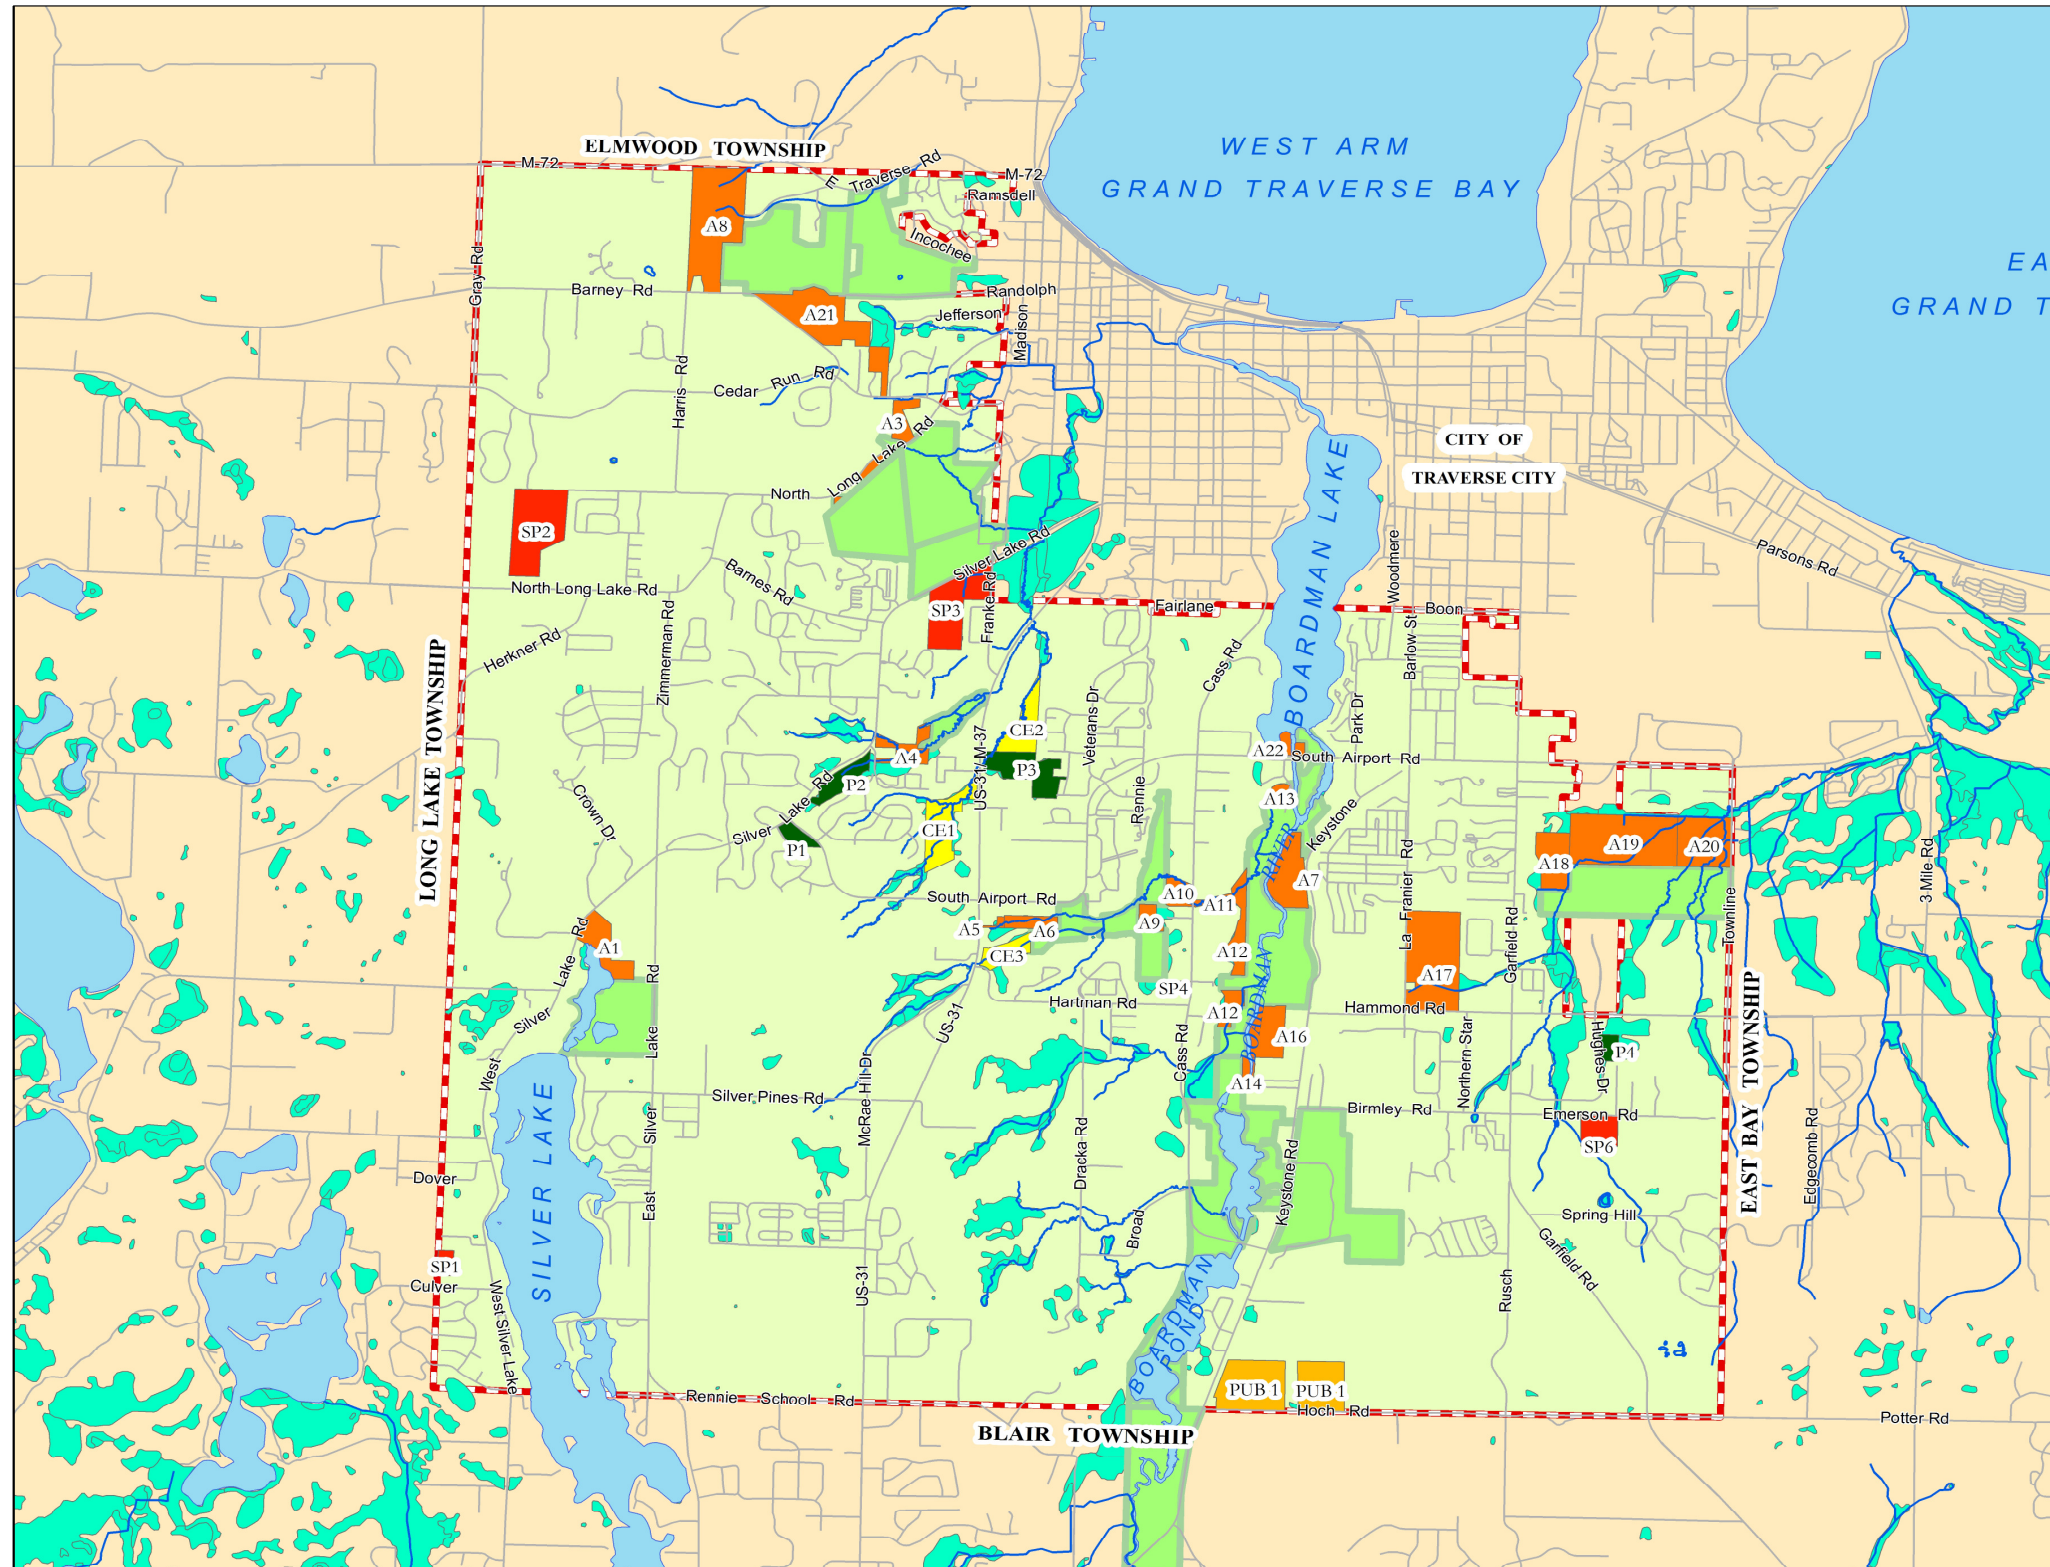 ELMWOOD TOWNSHIP
M-72
E Traverse Rd
M-72
Ramsdell
WEST ARM
GRAND TRAVERSE BAY
A8
Incochee
Gray Rd
Barney Rd
Randolph
EA
GRAND T
A21
Jefferson
Madison
Harris Rd
Cedar Run Rd
A3
North Long Lake Rd
CITY OF
TRAVERSE CITY
SP2
BOARDMAN LAKE
Silver Lake Rd
Woodmere
Parsons Rd
North Long Lake Rd
Barnes Rd
SP3
Franke Rd
Fairlane
Boon
Zimmerman Rd
Herkner Rd
Barlow St
Cass Rd
LONG LAKE TOWNSHIP
CE2
Veterans Dr
Park Dr
US-31/ M-37
A4
A22
South Airport Rd
P3
P2
Crown Dr
Silver Lake Rd
Rennie
A13
CE1
P1
RIVER
Keystone
La Franier Rd
A18
A19
A20
3 Mile Rd
A7
South Airport Rd
A10
A11
A5
A6
A9
Garfield Rd
Townline
A1
CE3
A12
A17
SP4
Silver Lake Rd
Hartman Rd
A12
BOARDMAN
Hammond Rd
US-31
A16
Hughes Dr
P4
EAST BAY TOWNSHIP
West
McRae Hill Dr
Cass Rd
A14
Northern Star
East Silver Lake Rd
Silver Pines Rd
Birmley Rd
Emerson Rd
SP6
SILVER LAKE
Dracka Rd
Keystone Rd
Edgecomb Rd
Dover
Broad
Spring Hill
Garfield Rd
SP1
Culver
West Silver Lake
US-31
Rusch
BOARDMAN
POND
PUB 1
PUB 1
Rennie School Rd
Hoch Rd
Potter Rd
BLAIR TOWNSHIP